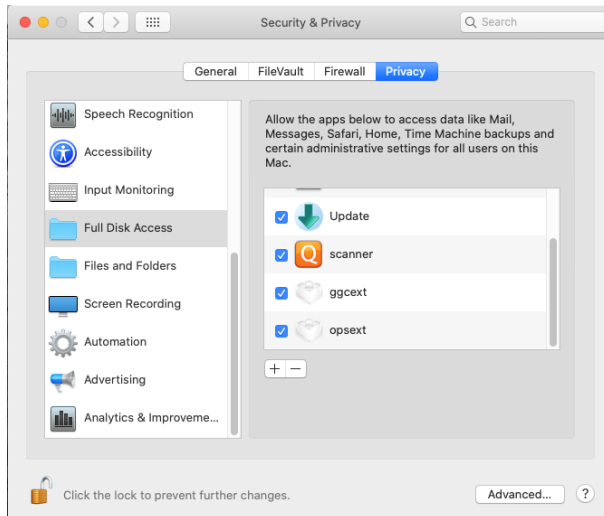 Security & Privacy
Search
General
FileVault
Firewall
Privacy
Speech Recognition
Accessibility
Input Monitoring
Full Disk Access
Files and Folders
Screen Recording
Automation
Advertising
Analytics & Improveme...
Allow the apps below to access data like Mail,
Messages, Safari, Home, Time Machine backups and
certain administrative settings for all users on this
Mac.
Update
Q
scanner
ggcext
opsext
+
−
Click the lock to prevent further changes.
Advanced...
?